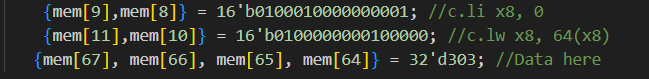 {mem[9],mem[8]} = 16'b0100010000000001; //c.li x8, 0
{mem[11],mem[10]} = 16'b0100000000100000; //c.lw x8, 64(x8)
{mem[67], mem[66], mem[65], mem[64]} = 32'd303; //Data here